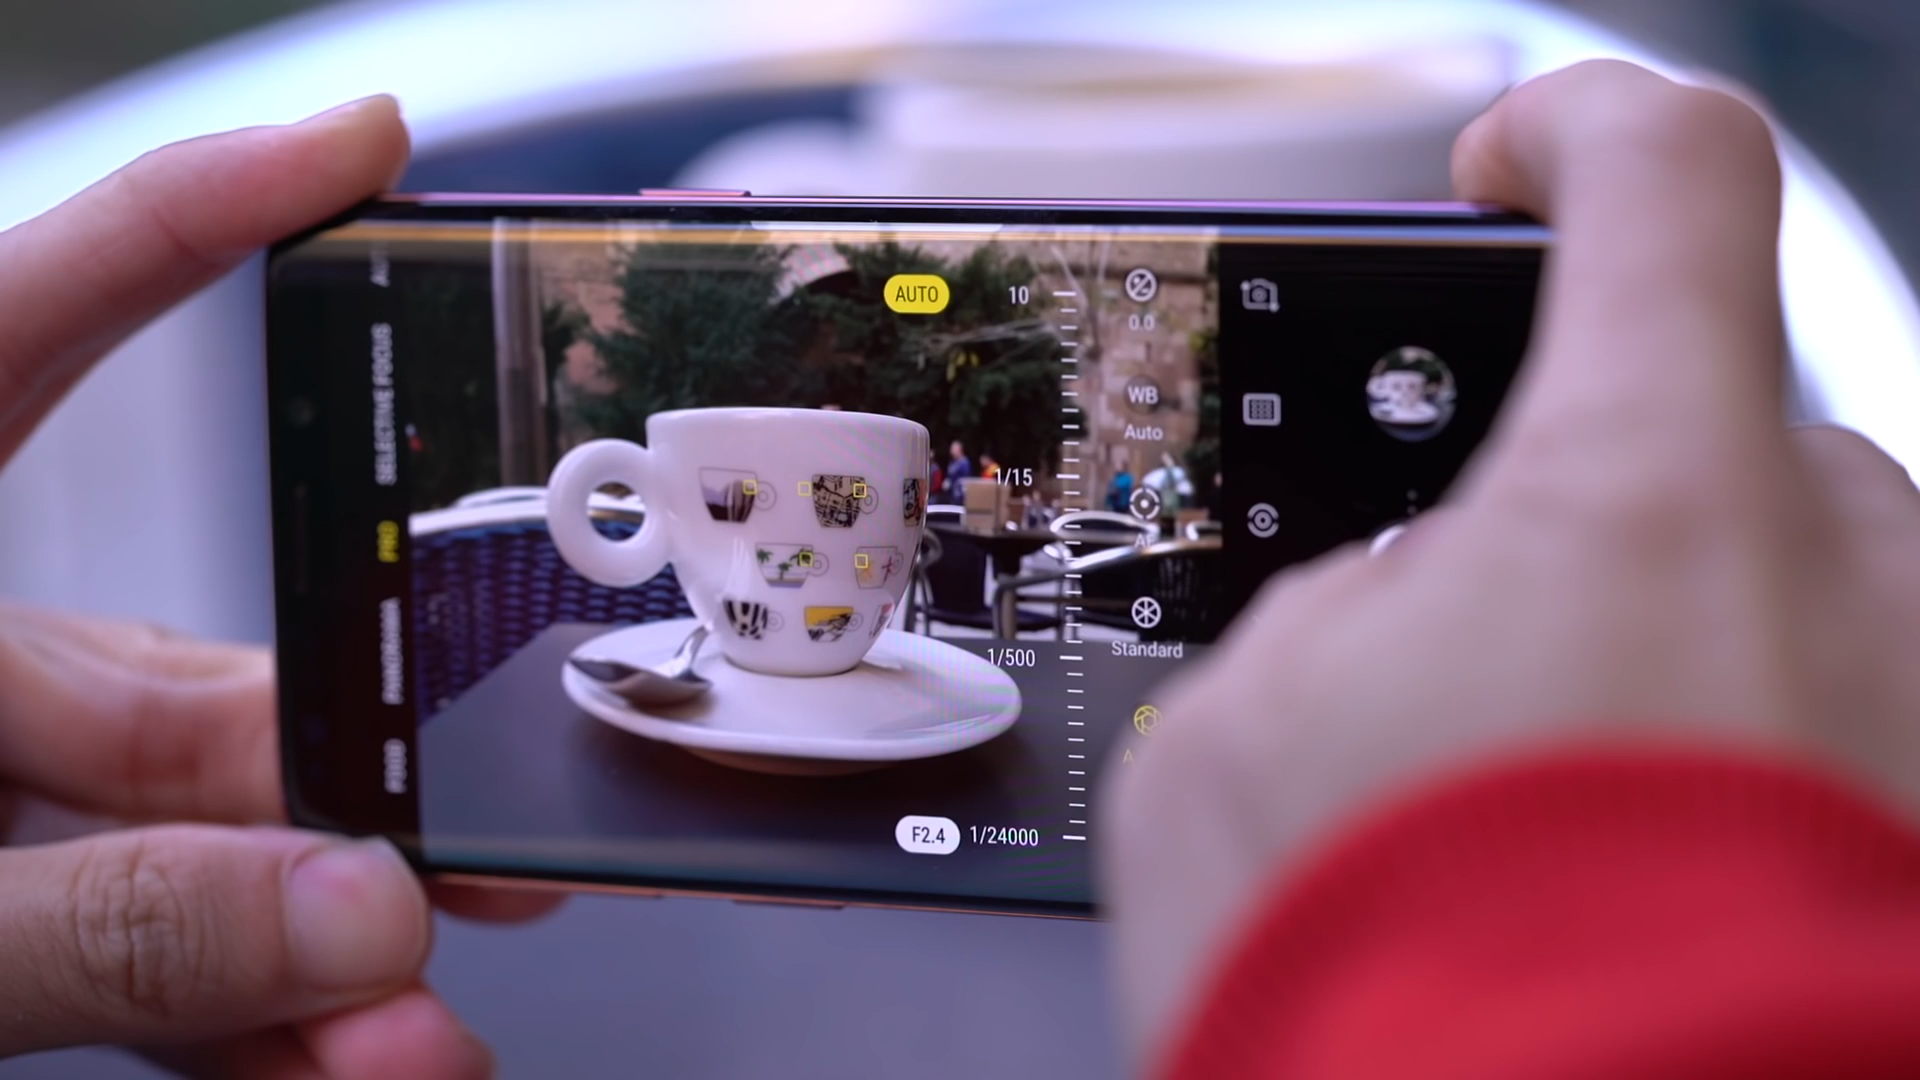 SELECTIVE FOCUS
PRO
PANORAMA
FOOD
AUTO
10
1/15
1/500
F2.4 1/24000
0.0
WB
Auto
AF
Standard